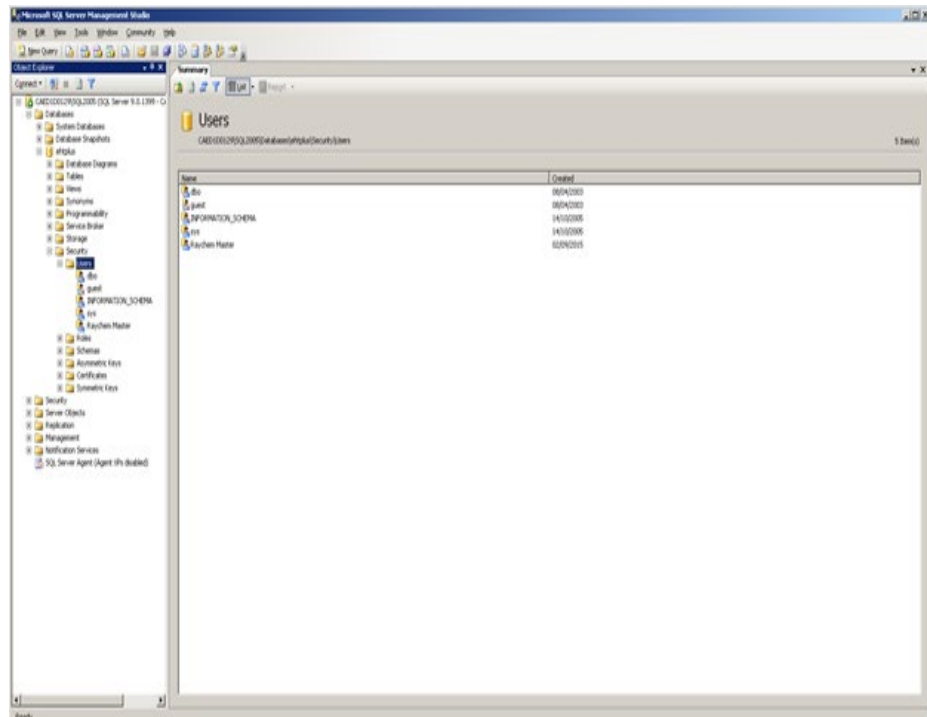 Microsoft SQL Server Management Studio
File Edit View Tools Window Community Help
New Query
Object Explorer
Connect
Databases
System Databases
Database Snapshots
Database Diagrams
Tables
Views
Synonyms
Programmability
Service Broker
Storage
Security
Users
dbo
guest
INFORMATION_SCHEMA
sys
Raychem Master
Roles
Schemas
Asymmetric Keys
Certificates
Symmetric Keys
Security
Server Objects
Replication
Management
Notification Services
SQL Server Agent (Agent XPs disabled)
Summary
List Report
Users
5 Item(s)
Name Created
dbo 08/04/2003
guest 08/04/2003
INFORMATION_SCHEMA 14/10/2005
sys 14/10/2005
Raychem Master 02/09/2015
Ready